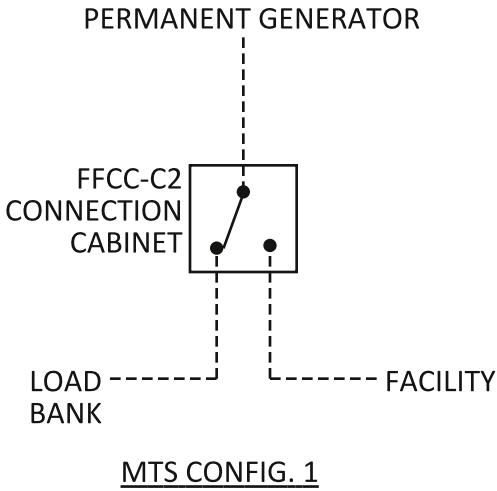 PERMANENT GENERATOR
FFCC-C2
CONNECTION
CABINET
LOAD
BANK
FACILITY
MTS CONFIG. 1